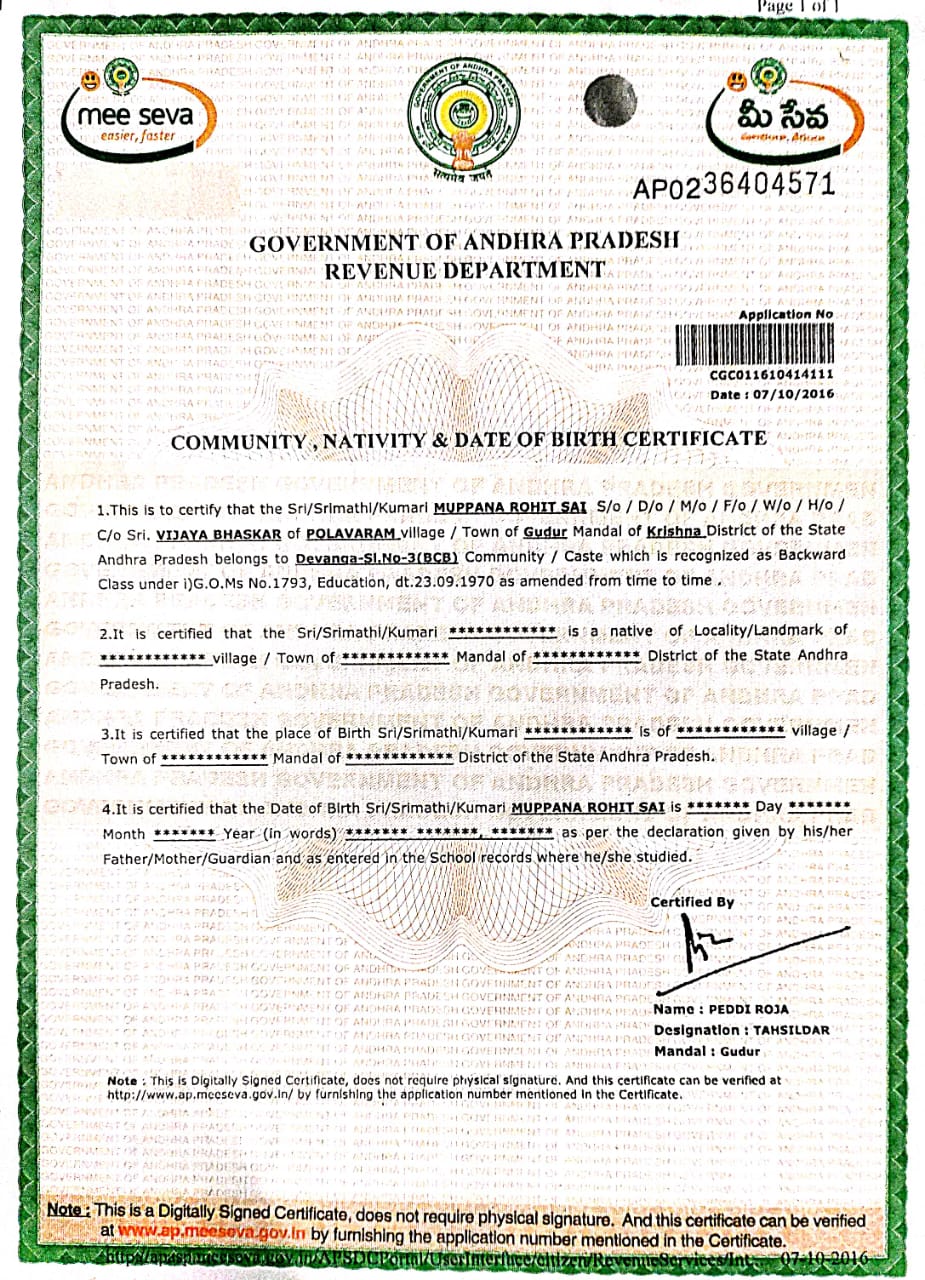 Page 1 of 1
mee seva
easier, faster
GOVERNMENT OF ANDHRA PRADESH
सत्यमेव जयते
మీ సేవ
AP0236404571
GOVERNMENT OF ANDHRA PRADESH
REVENUE DEPARTMENT
Application No
CGC011610414111
Date : 07/10/2016
COMMUNITY , NATIVITY & DATE OF BIRTH CERTIFICATE
1.This is to certify that the Sri/Srimathi/Kumari MUPPANA ROHIT SAI S/o / D/o / M/o / F/o / W/o / H/o /
C/o Sri. VIJAYA BHASKAR of POLAVARAM village / Town of Gudur Mandal of Krishna District of the State
Andhra Pradesh belongs to Devanga-Sl.No-3(BCB) Community / Caste which is recognized as Backward
Class under i)G.O.Ms No.1793, Education, dt.23.09.1970 as amended from time to time .
2.It is certified that the Sri/Srimathi/Kumari ************ is a native of Locality/Landmark of
************ village / Town of ************ Mandal of ************ District of the State Andhra
Pradesh.
3.It is certified that the place of Birth Sri/Srimathi/Kumari ************ is of ************ village /
Town of ************ Mandal of ************ District of the State Andhra Pradesh.
4.It is certified that the Date of Birth Sri/Srimathi/Kumari MUPPANA ROHIT SAI is ******* Day *******
Month ******* Year (in words) ******* *******, ******* as per the declaration given by his/her
Father/Mother/Guardian and as entered in the School records where he/she studied.
Certified By
Name : PEDDI ROJA
Designation : TAHSILDAR
Mandal : Gudur
Note : This is Digitally Signed Certificate, does not require physical signature. And this certificate can be verified at
http://www.ap.meeseva.gov.in/ by furnishing the application number mentioned in the Certificate.
Note : This is a Digitally Signed Certificate, does not require physical signature. And this certificate can be verified
at www.ap.meeseva.gov.in by furnishing the application number mentioned in the Certificate.
http://apasp.meeseva.gov.in/APSDCPortal/UserInterface/citizen/RevenueServices/Int... 07-10-2016